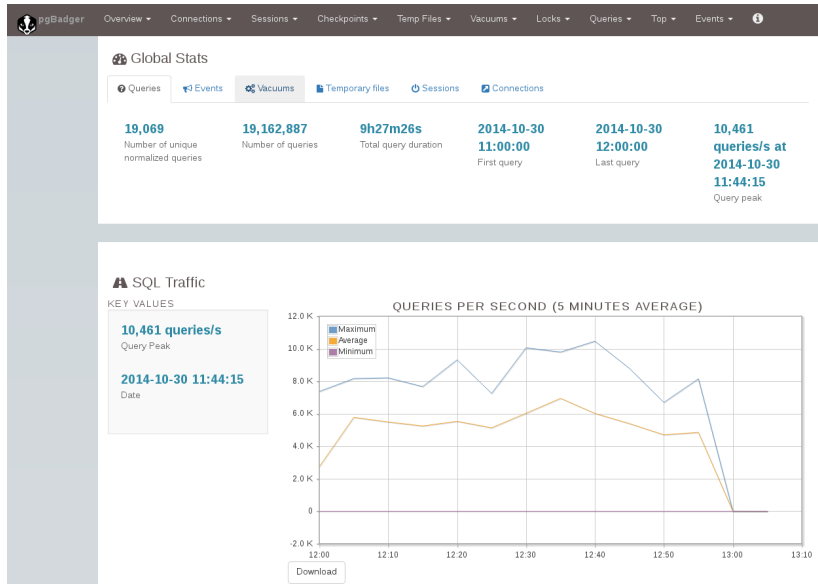 pgBadger Overview Connections Sessions Checkpoints Temp Files Vacuums Locks Queries Top Events
Global Stats
Queries Events Vacuums Temporary files Sessions Connections
19,069
Number of unique
normalized queries
19,162,887
Number of queries
9h27m26s
Total query duration
2014-10-30
11:00:00
First query
2014-10-30
12:00:00
Last query
10,461
queries/s at
2014-10-30
11:44:15
Query peak
SQL Traffic
KEY VALUES
10,461 queries/s
Query Peak
2014-10-30 11:44:15
Date
QUERIES PER SECOND (5 MINUTES AVERAGE)
Maximum
Average
Minimum
12.0 K
10.0 K
8.0 K
6.0 K
4.0 K
2.0 K
0
-2.0 K
12:00 12:10 12:20 12:30 12:40 12:50 13:00 13:10
Download